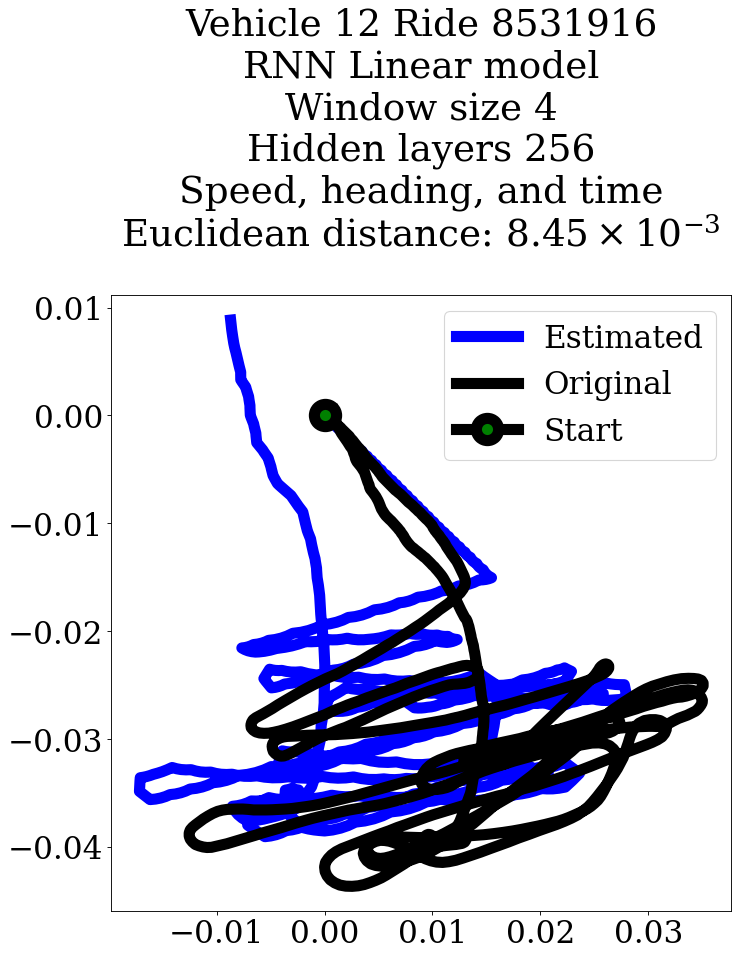 Vehicle 12 Ride 8531916
RNN Linear model
Window size 4
Hidden layers 256
Speed, heading, and time
Euclidean distance: 8.45 × 10⁻³
Estimated
Original
Start
0.01
0.00
−0.01
−0.02
−0.03
−0.04
−0.01 0.00 0.01 0.02 0.03